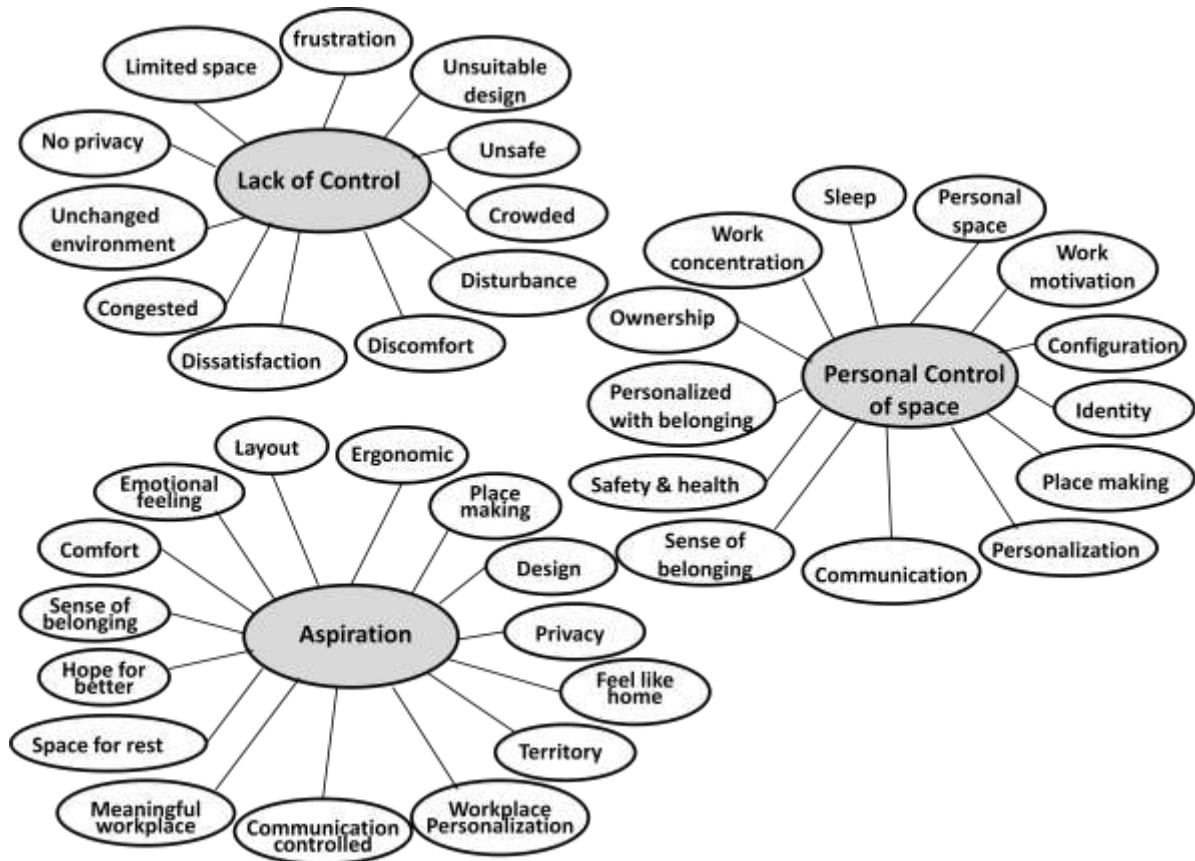 frustration
Limited space
Unsuitable
design
No privacy
Unsafe
Lack of Control
Unchanged
environment
Crowded
Congested
Disturbance
Dissatisfaction
Discomfort
Sleep
Personal
space
Work
concentration
Work
motivation
Ownership
Configuration
Personal Control
of space
Personalized
with belonging
Identity
Safety & health
Place making
Sense of
belonging
Communication
Personalization
Layout
Ergonomic
Emotional
feeling
Place
making
Comfort
Design
Sense of
belonging
Aspiration
Privacy
Hope for
better
Feel like
home
Space for rest
Territory
Meaningful
workplace
Communication
controlled
Workplace
Personalization